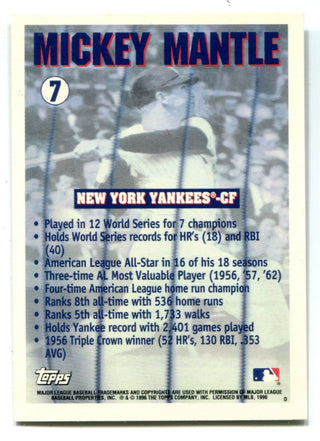 MICKEY MANTLE
7
NEW YORK YANKEES®-CF
• Played in 12 World Series for 7 champions
• Holds World Series records for HR's (18) and RBI
(40)
• American League All-Star in 16 of his 18 seasons
• Three-time AL Most Valuable Player (1956, '57, '62)
• Four-time American League home run champion
• Ranks 8th all-time with 536 home runs
• Ranks 5th all-time with 1,733 walks
• Holds Yankee record with 2,401 games played
• 1956 Triple Crown winner (52 HR's, 130 RBI, .353
AVG)
Topps
MAJOR LEAGUE BASEBALL TRADEMARKS AND COPYRIGHTS ARE USED WITH PERMISSION OF MAJOR LEAGUE
BASEBALL PROPERTIES, INC. ® & © 1996 THE TOPPS COMPANY, INC. LICENSED BY MLB, 1996